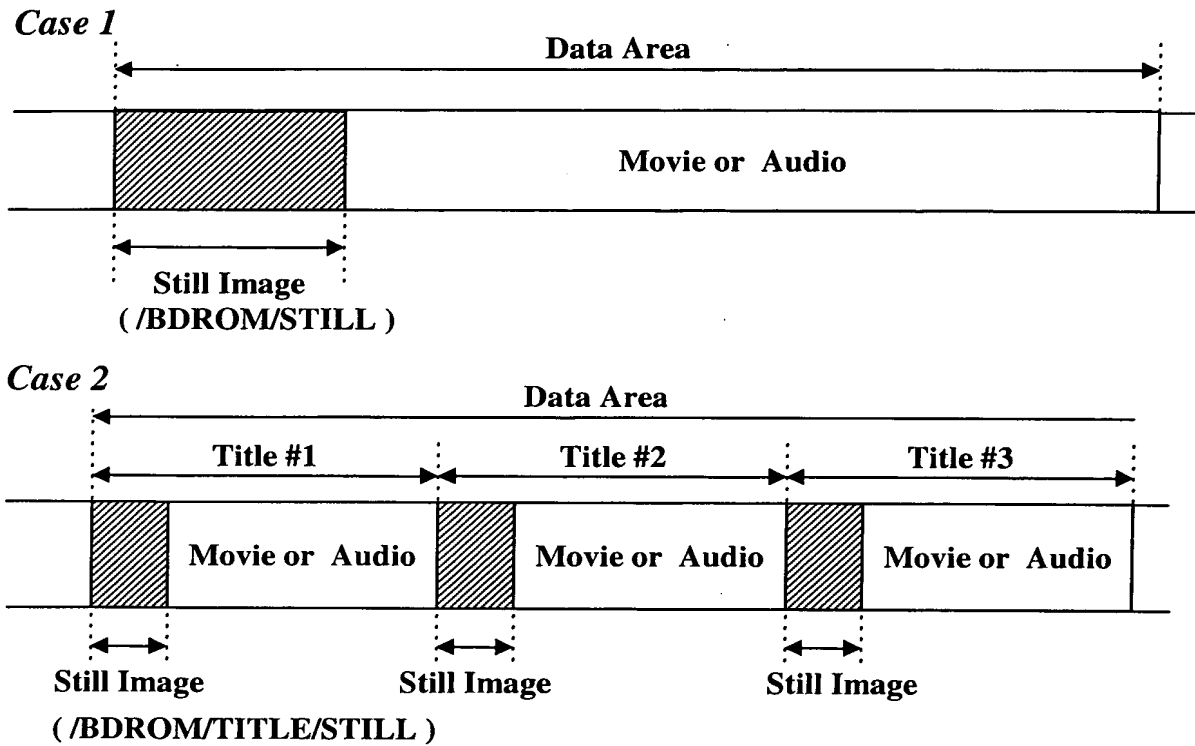 Case 1
Data Area
Movie or Audio
Still Image
( /BDROM/STILL )
Case 2
Data Area
Title #1 Title #2 Title #3
Movie or Audio Movie or Audio Movie or Audio
Still Image Still Image Still Image
( /BDROM/TITLE/STILL )